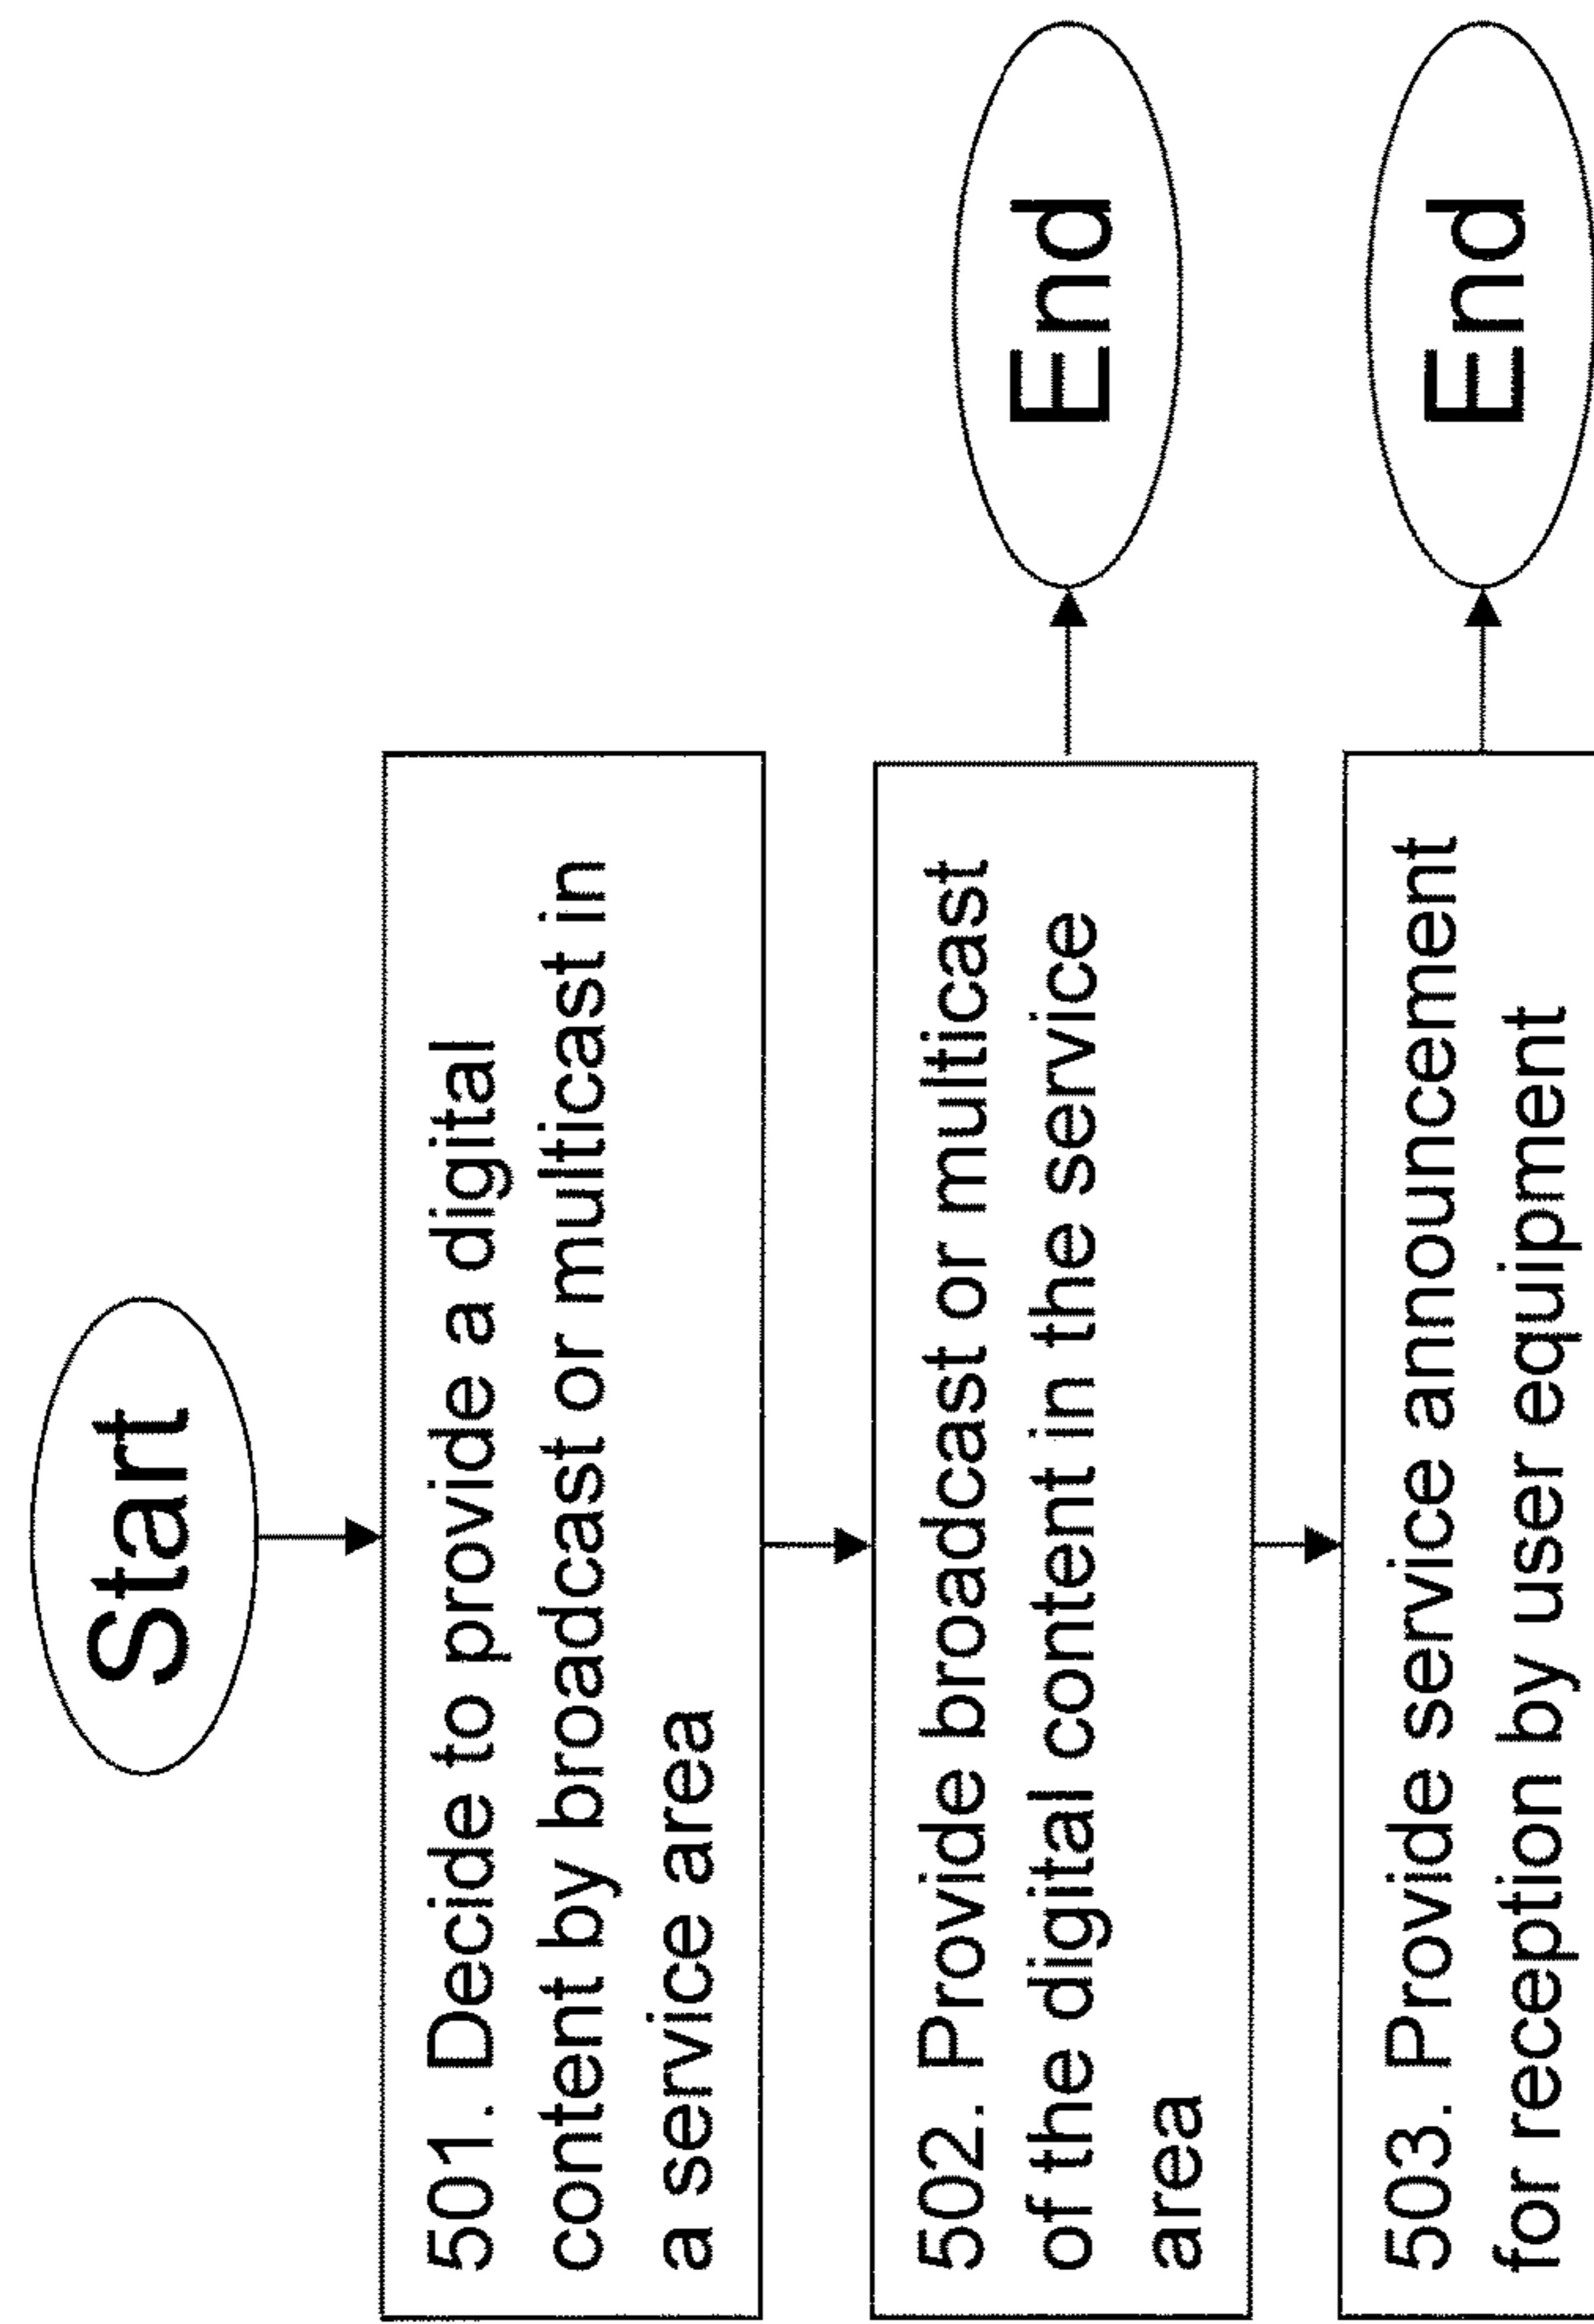 Start
501. Decide to provide a digital
content by broadcast or multicast in
a service area
502. Provide broadcast or multicast
of the digital content in the service
area
End
503. Provide service announcement
for reception by user equipment
End